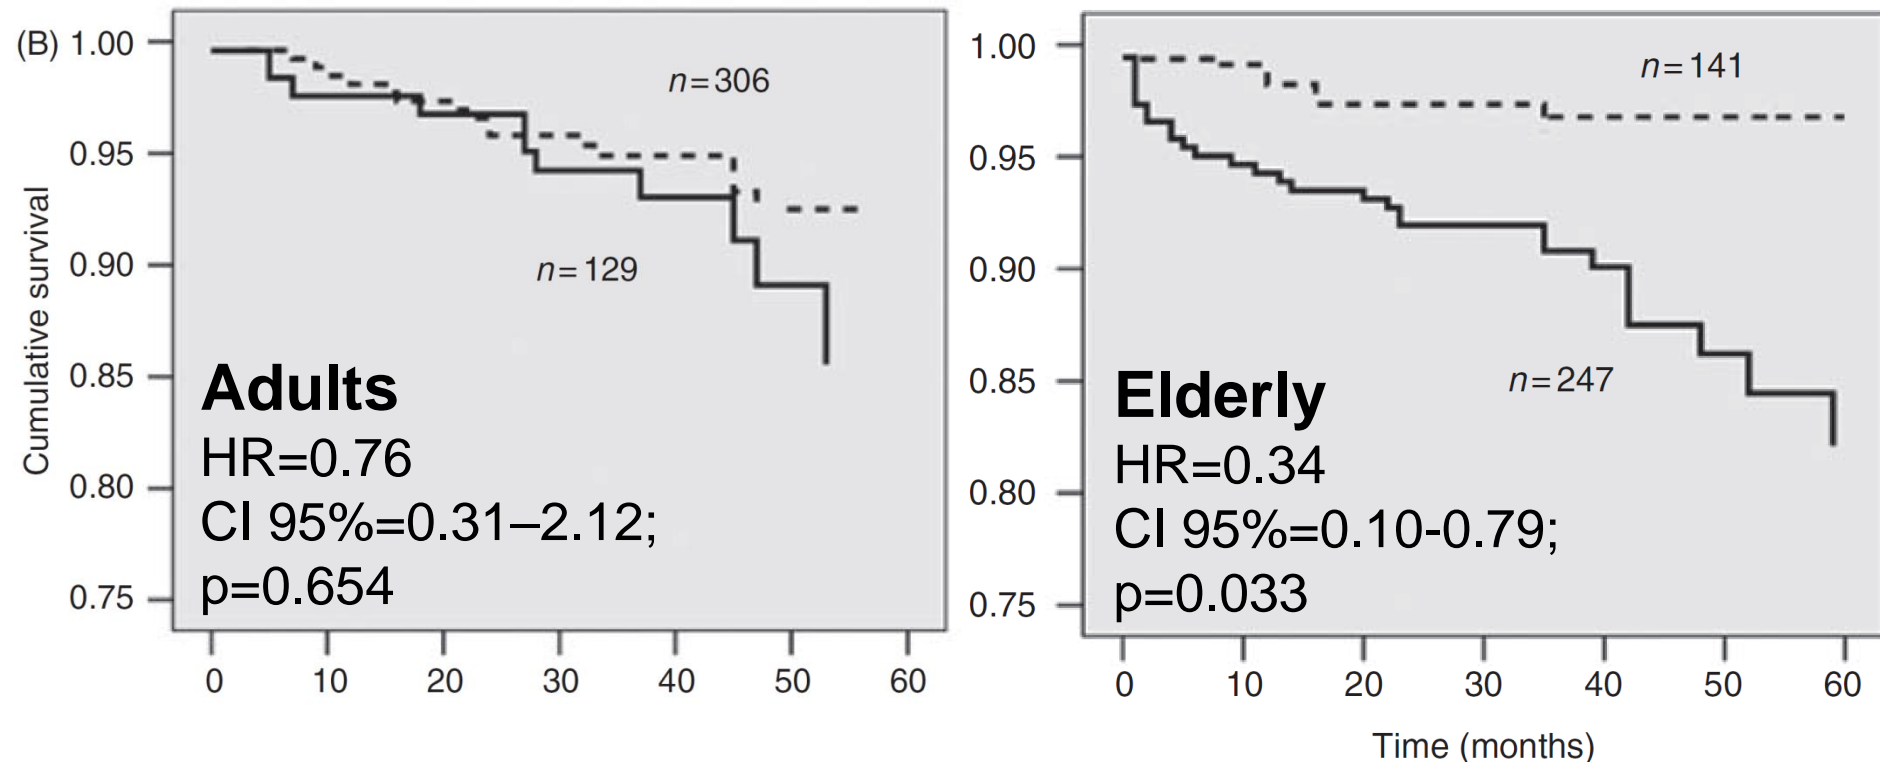 (B)
Cumulative survival
1.00
0.95
0.90
0.85
0.80
0.75
n=306
n=129
Adults
HR=0.76
CI 95%=0.31–2.12;
p=0.654
0 10 20 30 40 50 60
1.00
0.95
0.90
0.85
0.80
0.75
n=141
n=247
Elderly
HR=0.34
CI 95%=0.10-0.79;
p=0.033
0 10 20 30 40 50 60
Time (months)